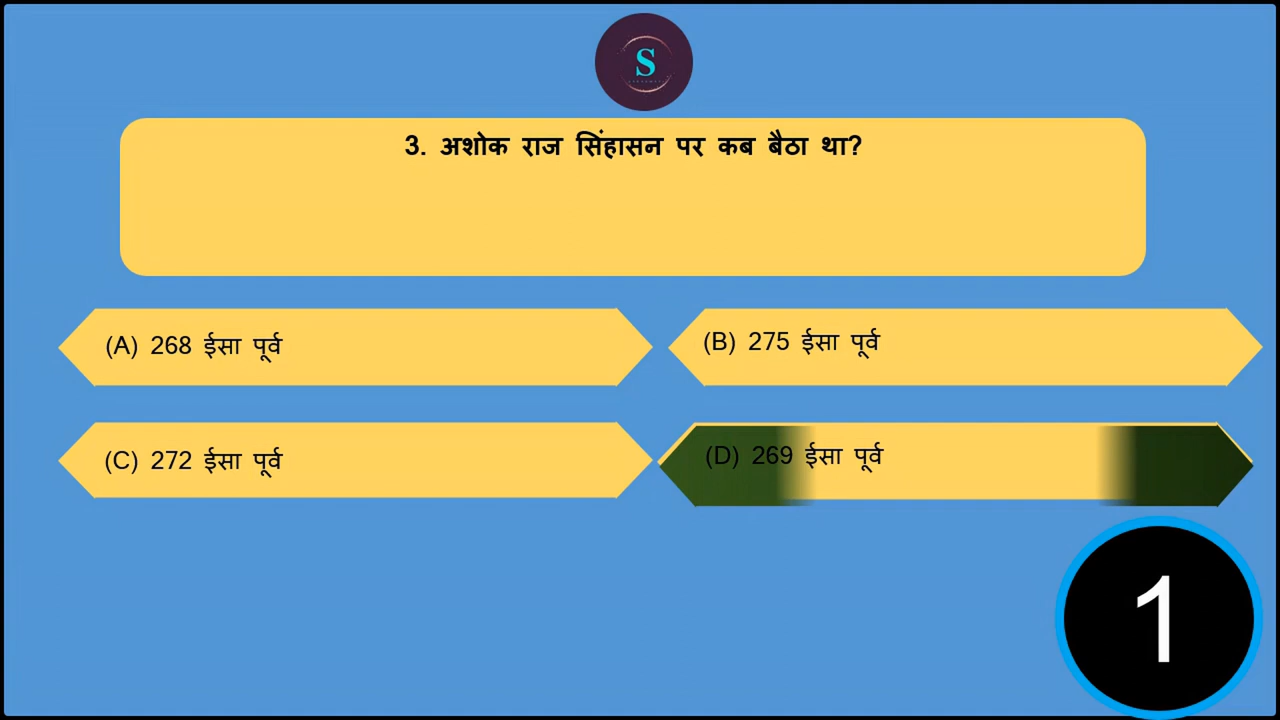 S
3. अशोक राज सिंहासन पर कब बैठा था?
(A) 268 ईसा पूर्व
(B) 275 ईसा पूर्व
(C) 272 ईसा पूर्व
(D) 269 ईसा पूर्व
1